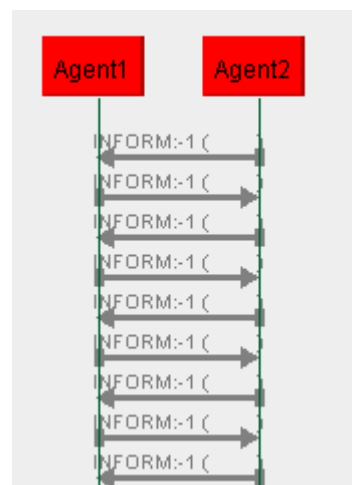 Agent1 Agent2
INFORM:-1 ( )
INFORM:-1 ( )
INFORM:-1 ( )
INFORM:-1 ( )
INFORM:-1 ( )
INFORM:-1 ( )
INFORM:-1 ( )
INFORM:-1 ( )
INFORM:-1 (